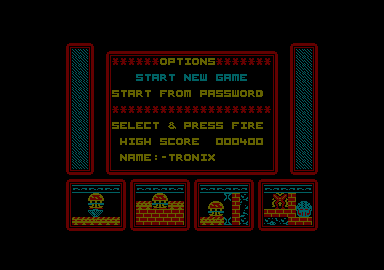 ******OPTIONS*******
START NEW GAME
START FROM PASSWORD
********************
SELECT & PRESS FIRE
HIGH SCORE 000400
NAME:-TRONIX